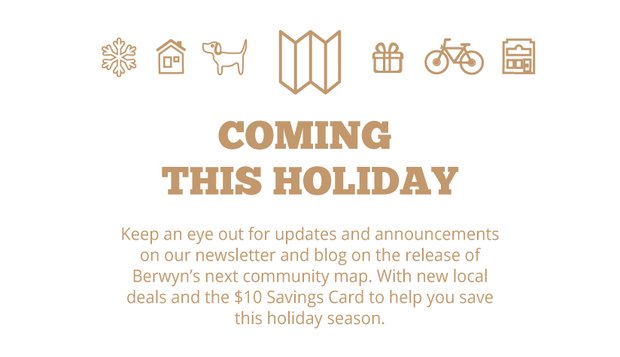 COMING
THIS HOLIDAY
Keep an eye out for updates and announcements
on our newsletter and blog on the release of
Berwyn’s next community map. With new local
deals and the $10 Savings Card to help you save
this holiday season.